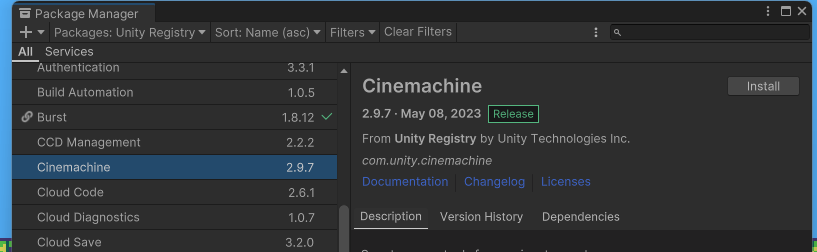 Package Manager
+ Packages: Unity Registry Sort: Name (asc) Filters Clear Filters
All Services
Authentication 3.3.1
Build Automation 1.0.5
Burst 1.8.12
CCD Management 2.2.2
Cinemachine 2.9.7
Cloud Code 2.6.1
Cloud Diagnostics 1.0.7
Cloud Save 3.2.0
Cinemachine
Install
2.9.7 · May 08, 2023 Release
From Unity Registry by Unity Technologies Inc.
com.unity.cinemachine
Documentation Changelog Licenses
Description Version History Dependencies